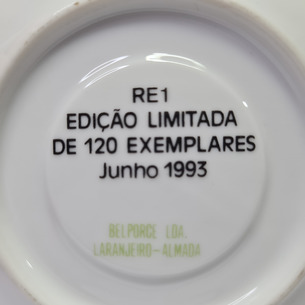 RE1
EDIÇÃO LIMITADA
DE 120 EXEMPLARES
Junho 1993
BELPORCE LDA.
LARANJEIRO-ALMADA